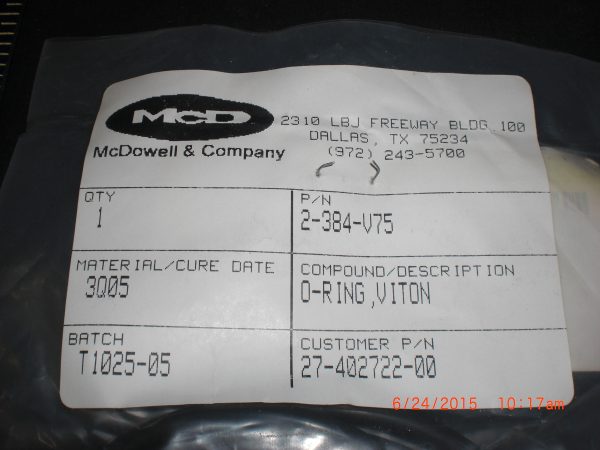 McD
McDowell & Company
2310 LBJ FREEWAY BLDG. 100
DALLAS, TX 75234
(972) 243-5700
QTY
1
P/N
2-384-V75
MATERIAL/CURE DATE
3Q05
COMPOUND/DESCRIPTION
O-RING,VITON
BATCH
T1025-05
CUSTOMER P/N
27-402722-00
6/24/2015 10:17am